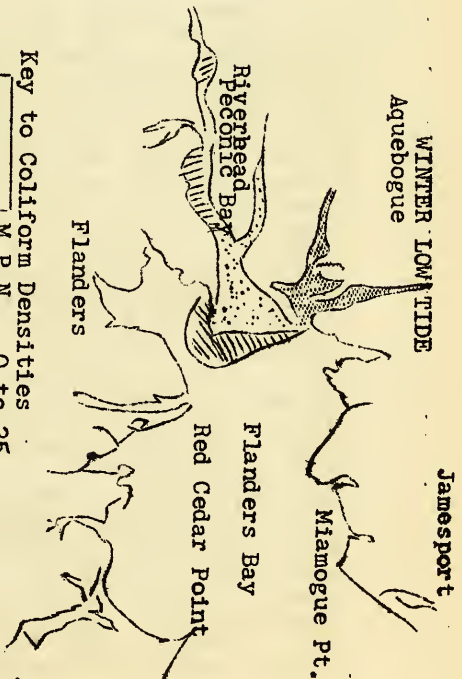 WINTER LOW TIDE
Aquebogue
Jamesport
Riverhead
Peconic Bay
Miamogue Pt.
Flanders Bay
Red Cedar Point
Flanders
Key to Coliform Densities
M P N 0 to 25